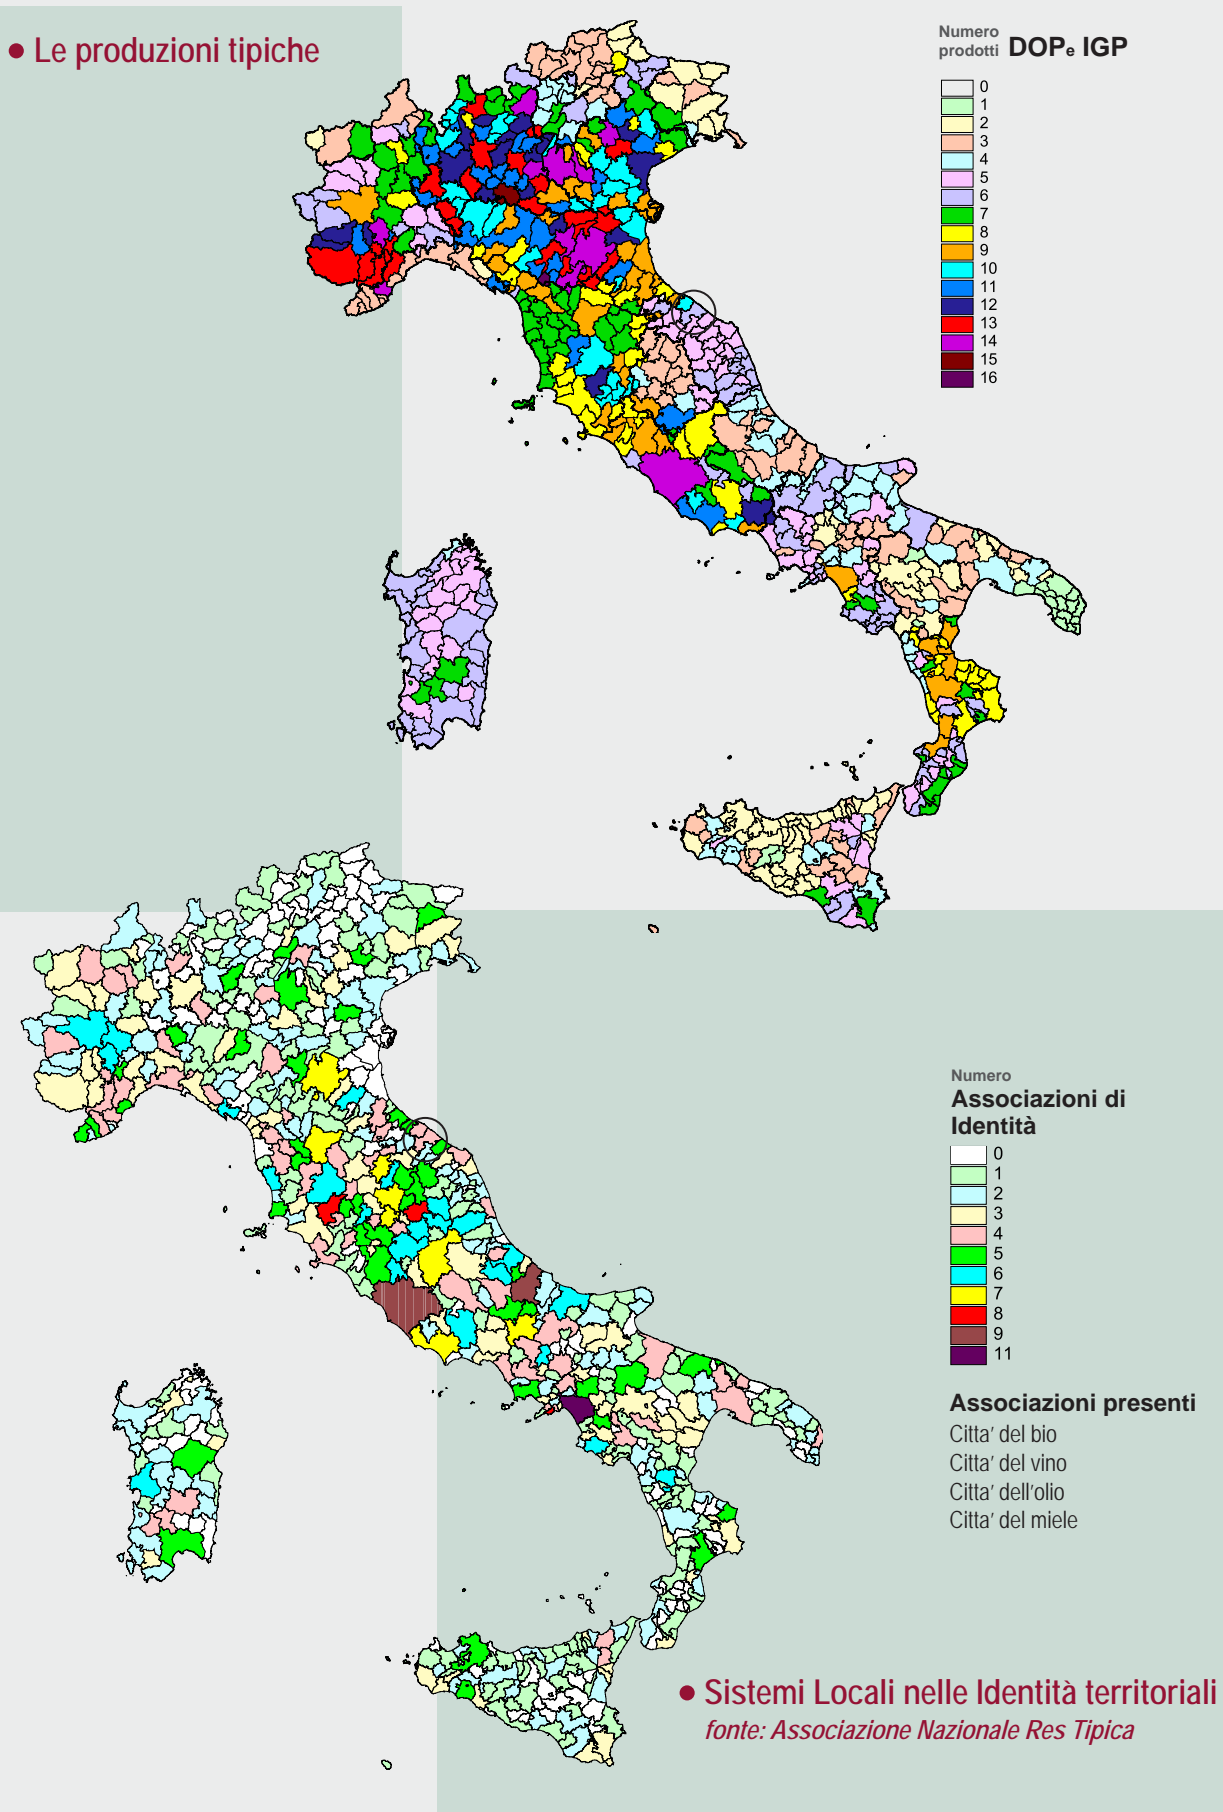 • Le produzioni tipiche
Numero
prodotti DOPe IGP
0
1
2
3
4
5
6
7
8
9
10
11
12
13
14
15
16
Numero
Associazioni di
Identità
0
1
2
3
4
5
6
7
8
9
11
Associazioni presenti
Citta' del bio
Citta' del vino
Citta' dell'olio
Citta' del miele
• Sistemi Locali nelle Identità territoriali
fonte: Associazione Nazionale Res Tipica